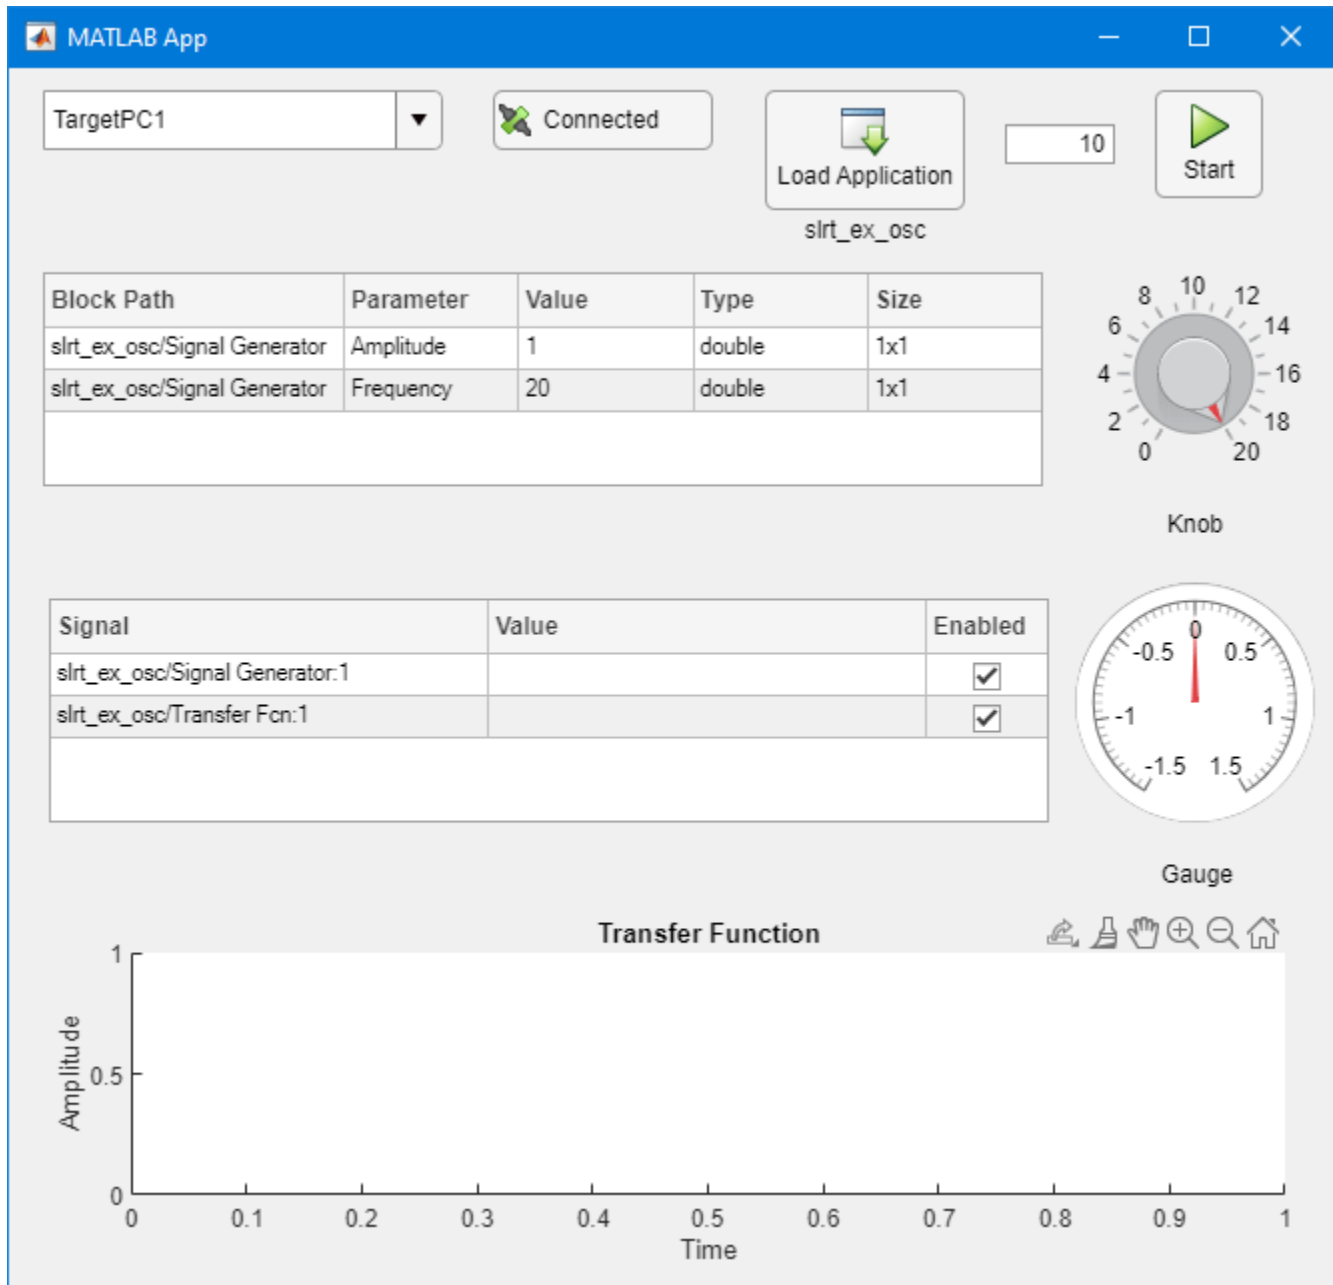 MATLAB App
TargetPC1
Connected
Load Application
10
Start
slrt_ex_osc
Block Path Parameter Value Type Size
slrt_ex_osc/Signal Generator Amplitude 1 double 1x1
slrt_ex_osc/Signal Generator Frequency 20 double 1x1
0 2 4 6 8 10 12 14 16 18 20
Knob
Signal Value Enabled
slrt_ex_osc/Signal Generator:1
slrt_ex_osc/Transfer Fcn:1
-1.5 -1 -0.5 0 0.5 1 1.5
Gauge
Transfer Function
Amplitude
1
0.5
0
0 0.1 0.2 0.3 0.4 0.5 0.6 0.7 0.8 0.9 1
Time